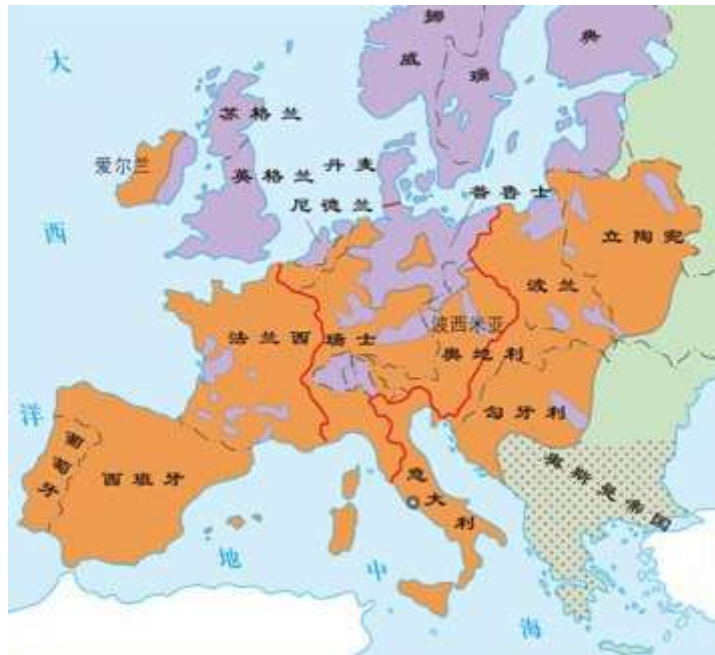 挪威
瑞典
大西洋
苏格兰
爱尔兰
英格兰
丹麦
尼德兰
普鲁士
立陶宛
波兰
法兰西
瑞士
波西米亚
奥地利
匈牙利
葡萄牙
西班牙
意大利
奥斯曼帝国
地中海